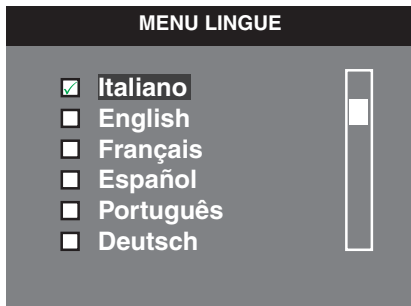 MENU LINGUE
Italiano
English
Français
Español
Português
Deutsch